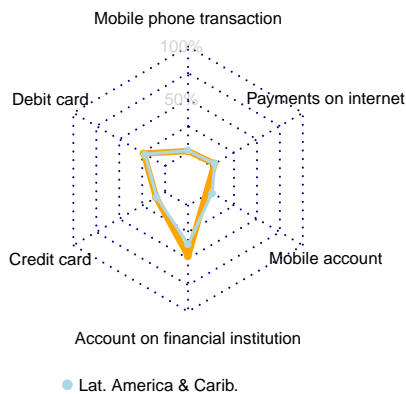 Mobile phone transaction
100%
Debit card
50%
Payments on internet
Credit card
Mobile account
Account on financial institution
Lat. America & Carib.